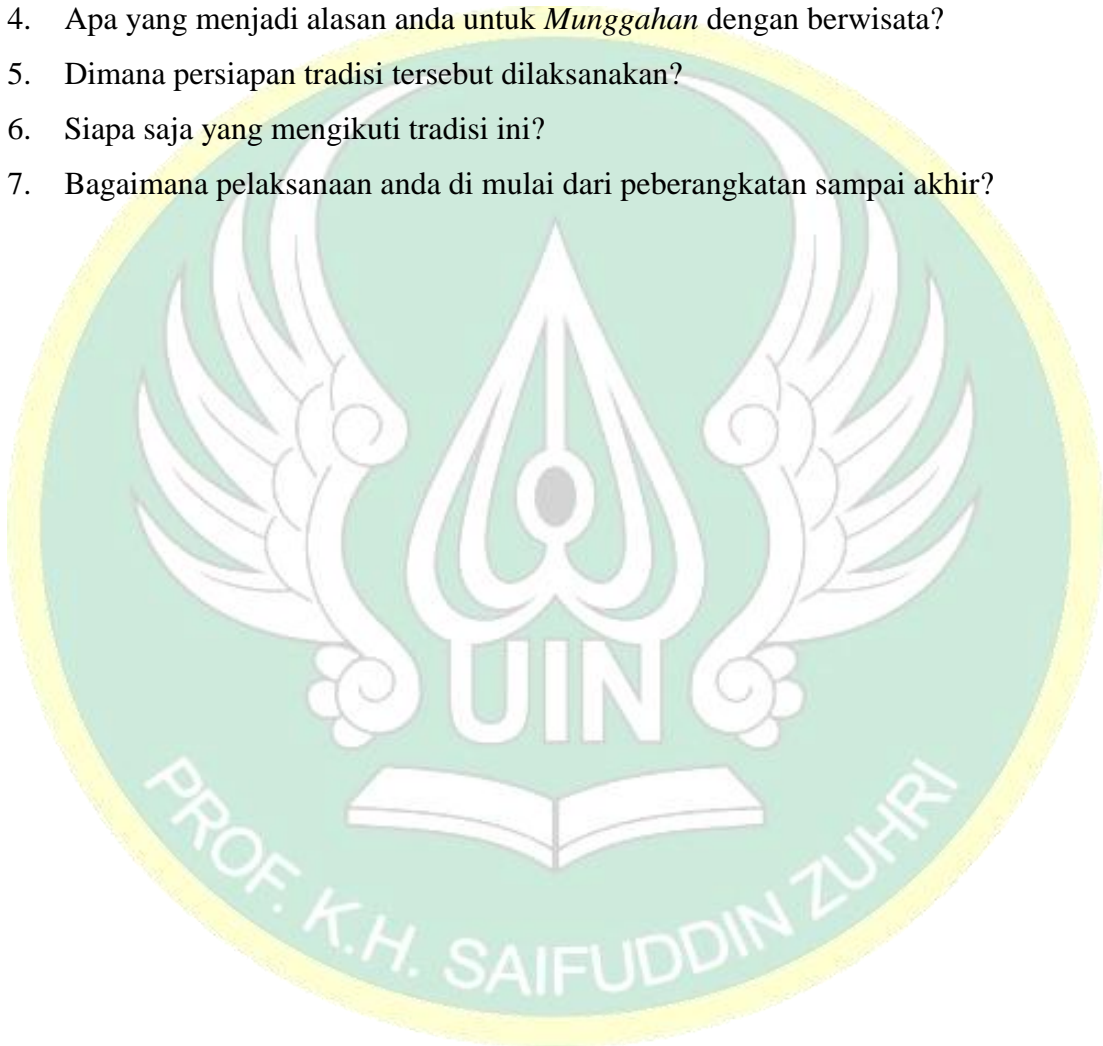 4. Apa yang menjadi alasan anda untuk Munggahan dengan berwisata?
5. Dimana persiapan tradisi tersebut dilaksanakan?
6. Siapa saja yang mengikuti tradisi ini?
7. Bagaimana pelaksanaan anda di mulai dari peberangkatan sampai akhir?
UIN
PROF. K.H. SAIFUDDIN ZUHRI